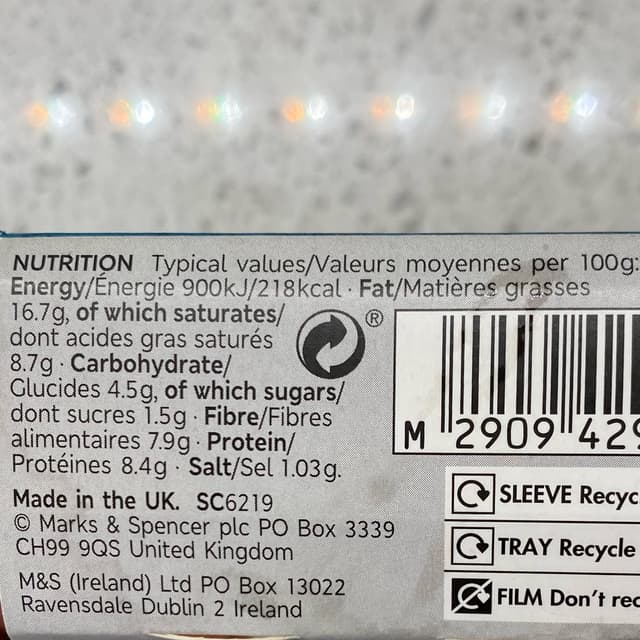 NUTRITION Typical values/Valeurs moyennes per 100g:
Energy/Énergie 900kJ/218kcal · Fat/Matières grasses
16.7g, of which saturates/
dont acides gras saturés
8.7g · Carbohydrate/
Glucides 4.5g, of which sugars/
dont sucres 1.5g · Fibre/Fibres
alimentaires 7.9g · Protein/
Protéines 8.4g · Salt/Sel 1.03g.
®
M 2909 429
Made in the UK. SC6219
© Marks & Spencer plc PO Box 3339
CH99 9QS United Kingdom
M&S (Ireland) Ltd PO Box 13022
Ravensdale Dublin 2 Ireland
SLEEVE Recyc
TRAY Recycle
FILM Don't rec